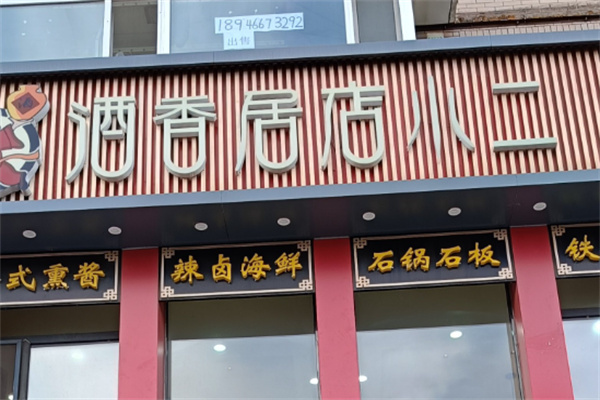 18946673292
出售
酒香居店小二
式熏酱
辣卤海鲜
石锅石板
铁